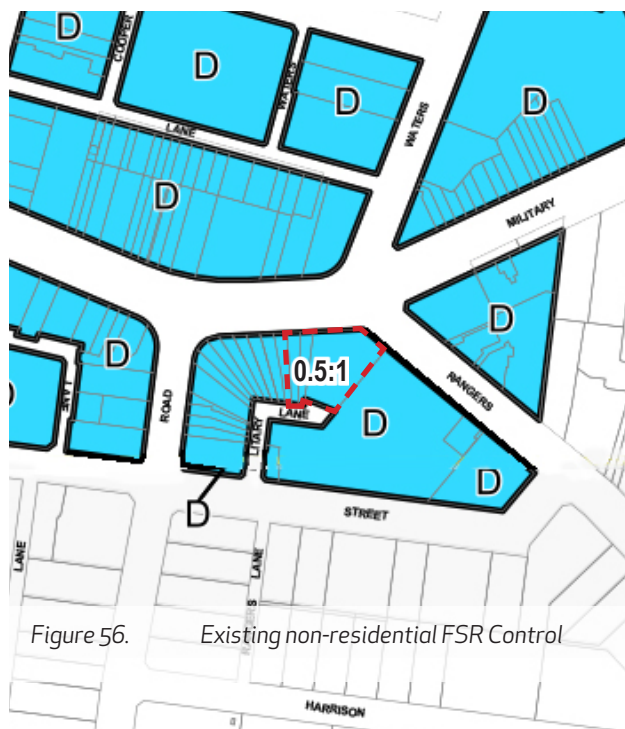 D
COOPER
D
WATERS
D
WATERS
D
LANE
D
MILITARY
D
D
LANE
ROAD
0.5:1
LANE
LITARY
D
RANGERS
D
D
STREET
LANE
LANE
RANGERS
Figure 56. Existing non-residential FSR Control
HARRISON